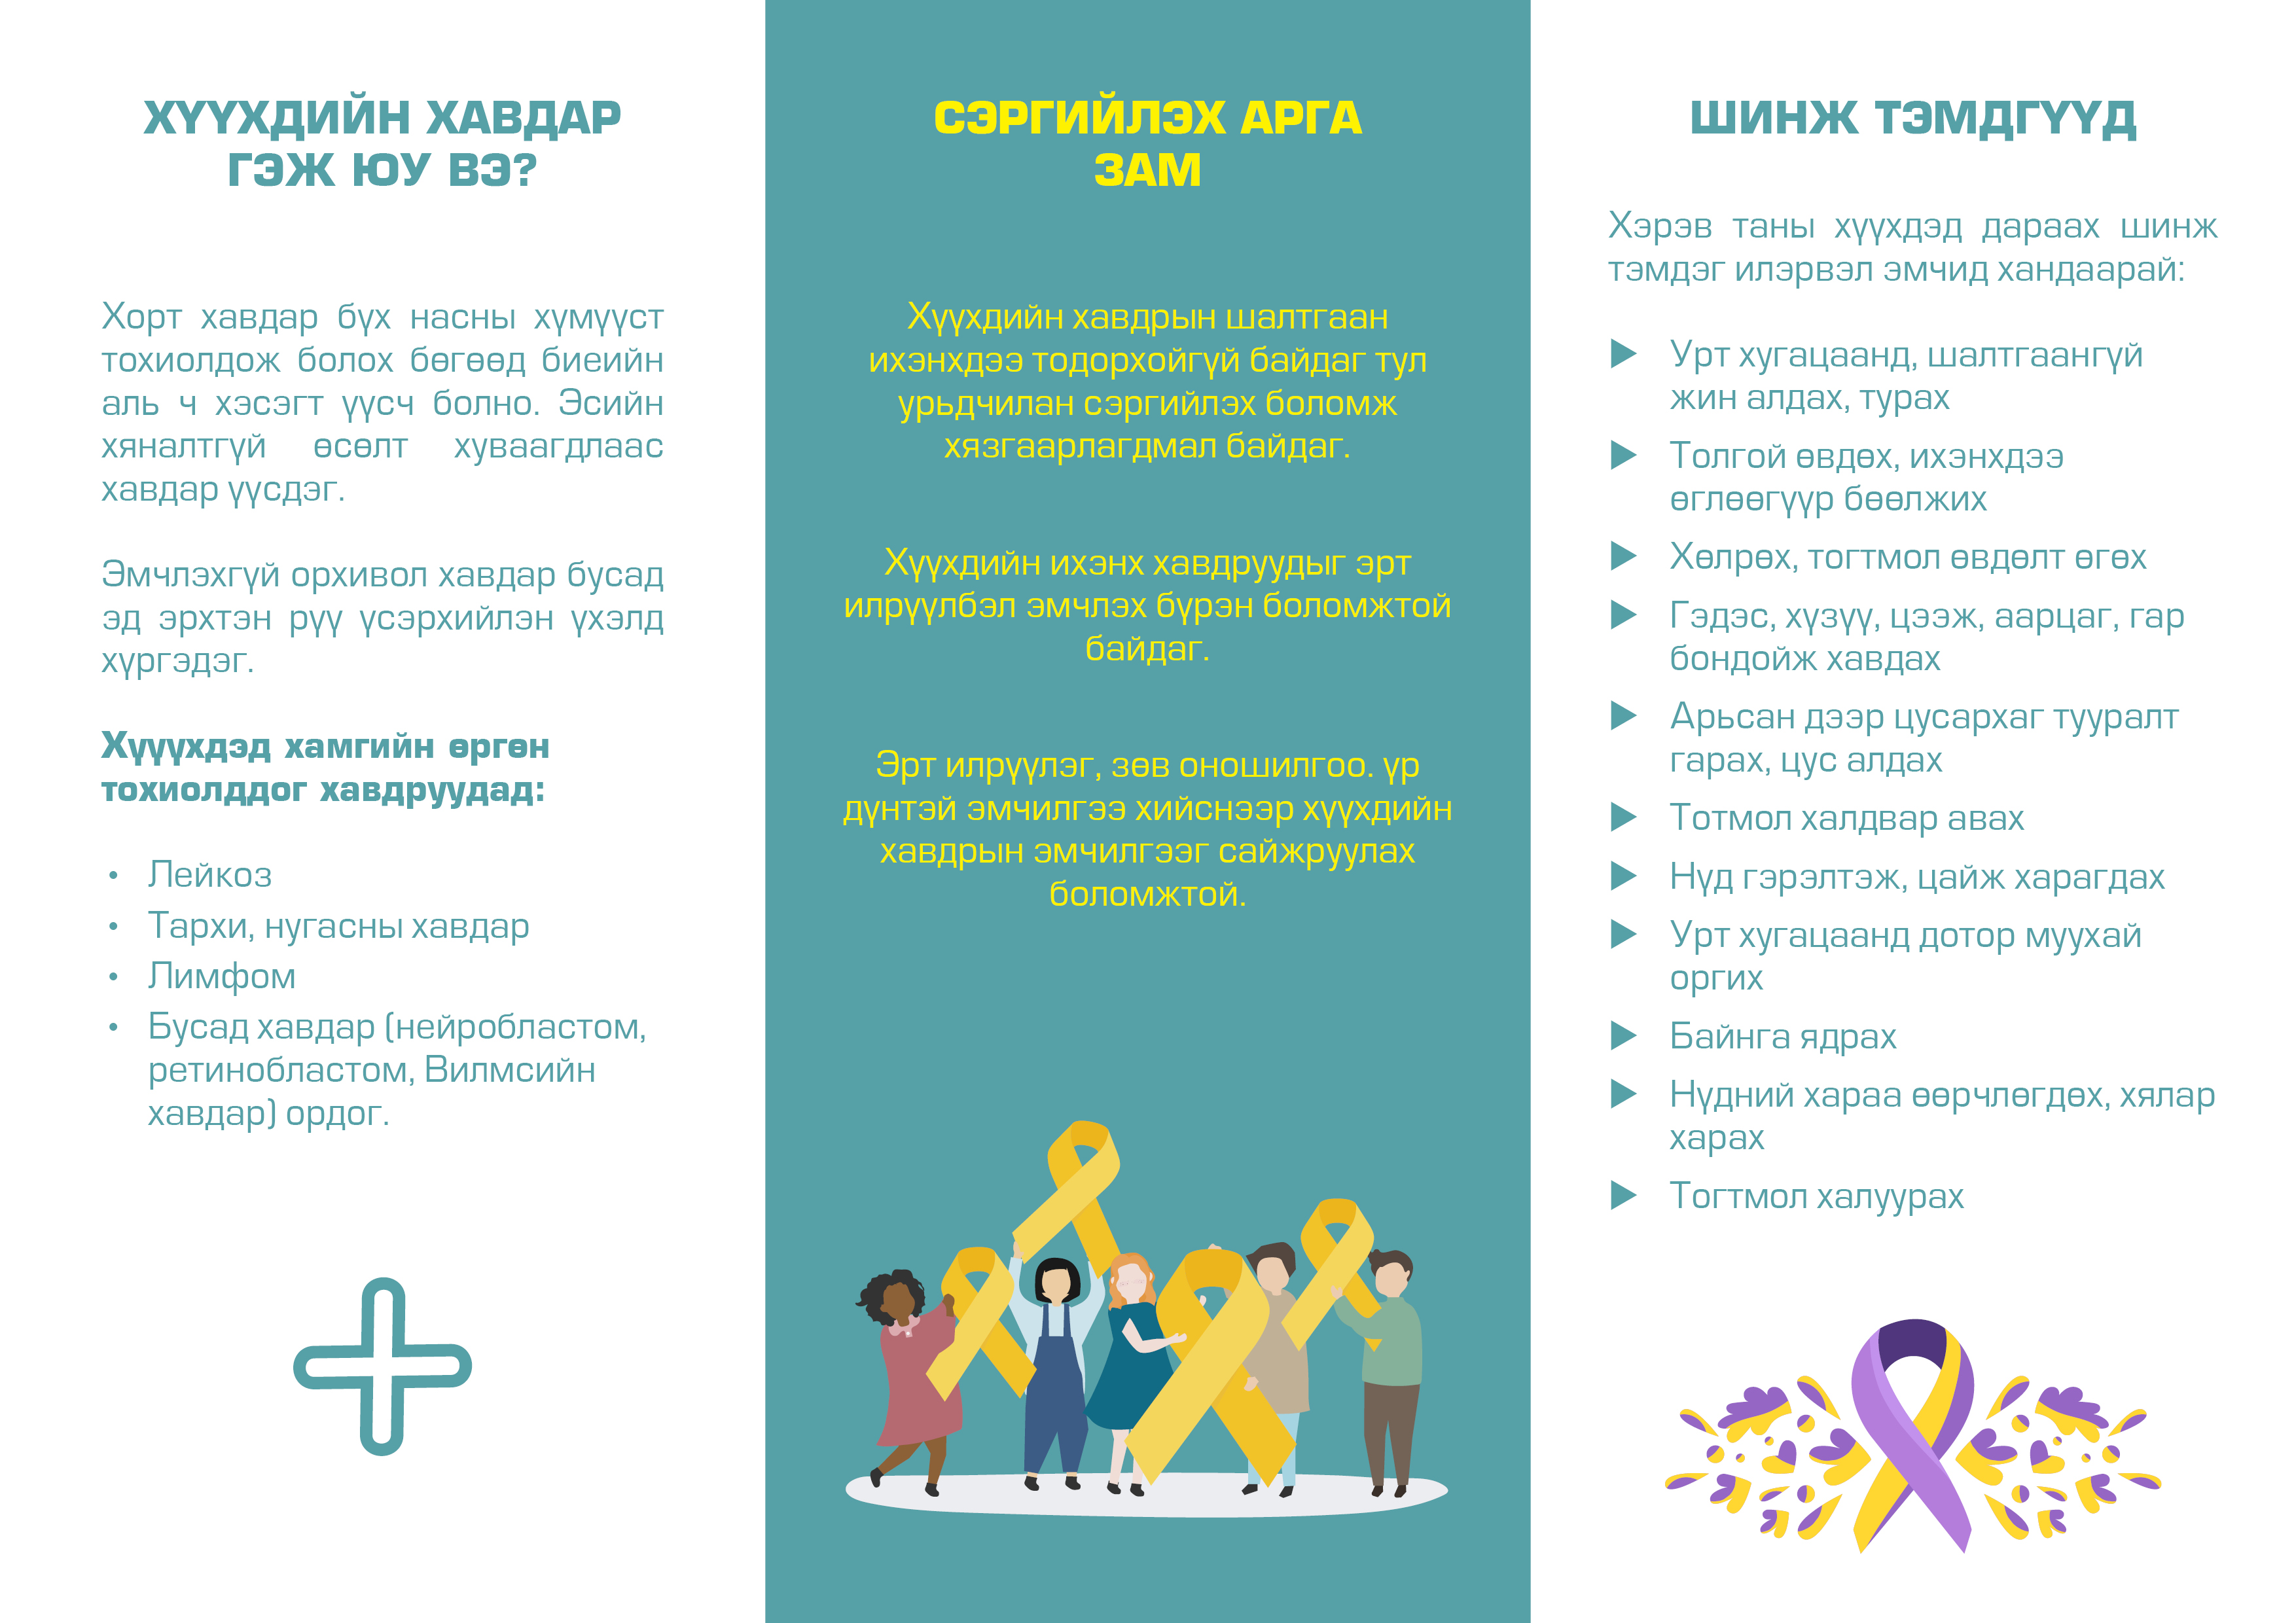 ХҮҮХДИЙН ХАВДАР
ГЭЖ ЮУ ВЭ?
Хорт хавдар бүх насны хүмүүст
тохиолдож болох бөгөөд биеийн
аль ч хэсэгт үүсч болно. Эсийн
хяналтгүй өсөлт хуваагдлаас
хавдар үүсдэг.
Эмчлэхгүй орхивол хавдар бусад
эд эрхтэн рүү үсэрхийлэн үхэлд
хүргэдэг.
Хүүүхдэд хамгийн өргөн
тохиолддог хавдруудад:
• Лейкоз
• Тархи, нугасны хавдар
• Лимфом
• Бусад хавдар (нейробластом,
ретинобластом, Вилмсийн
хавдар) ордог.
СЭРГИЙЛЭХ АРГА
ЗАМ
Хүүхдийн хавдрын шалтгаан
ихэнхдээ тодорхойгүй байдаг тул
урьдчилан сэргийлэх боломж
хязгаарлагдмал байдаг.
Хүүхдийн ихэнх хавдруудыг эрт
илрүүлбэл эмчлэх бүрэн боломжтой
байдаг.
Эрт илрүүлэг, зөв оношилгоо. үр
дүнтэй эмчилгээ хийснээр хүүхдийн
хавдрын эмчилгээг сайжруулах
боломжтой.
ШИНЖ ТЭМДГҮҮД
Хэрэв таны хүүхдэд дараах шинж
тэмдэг илэрвэл эмчид хандаарай:
▶ Урт хугацаанд, шалтгаангүй
жин алдах, турах
▶ Толгой өвдөх, ихэнхдээ
өглөөгүүр бөөлжих
▶ Хөлрөх, тогтмол өвдөлт өгөх
▶ Гэдэс, хүзүү, цээж, аарцаг, гар
бондойж хавдах
▶ Арьсан дээр цусархаг тууралт
гарах, цус алдах
▶ Тотмол халдвар авах
▶ Нүд гэрэлтэж, цайж харагдах
▶ Урт хугацаанд дотор муухай
оргих
▶ Байнга ядрах
▶ Нүдний хараа өөрчлөгдөх, хялар
харах
▶ Тогтмол халуурах